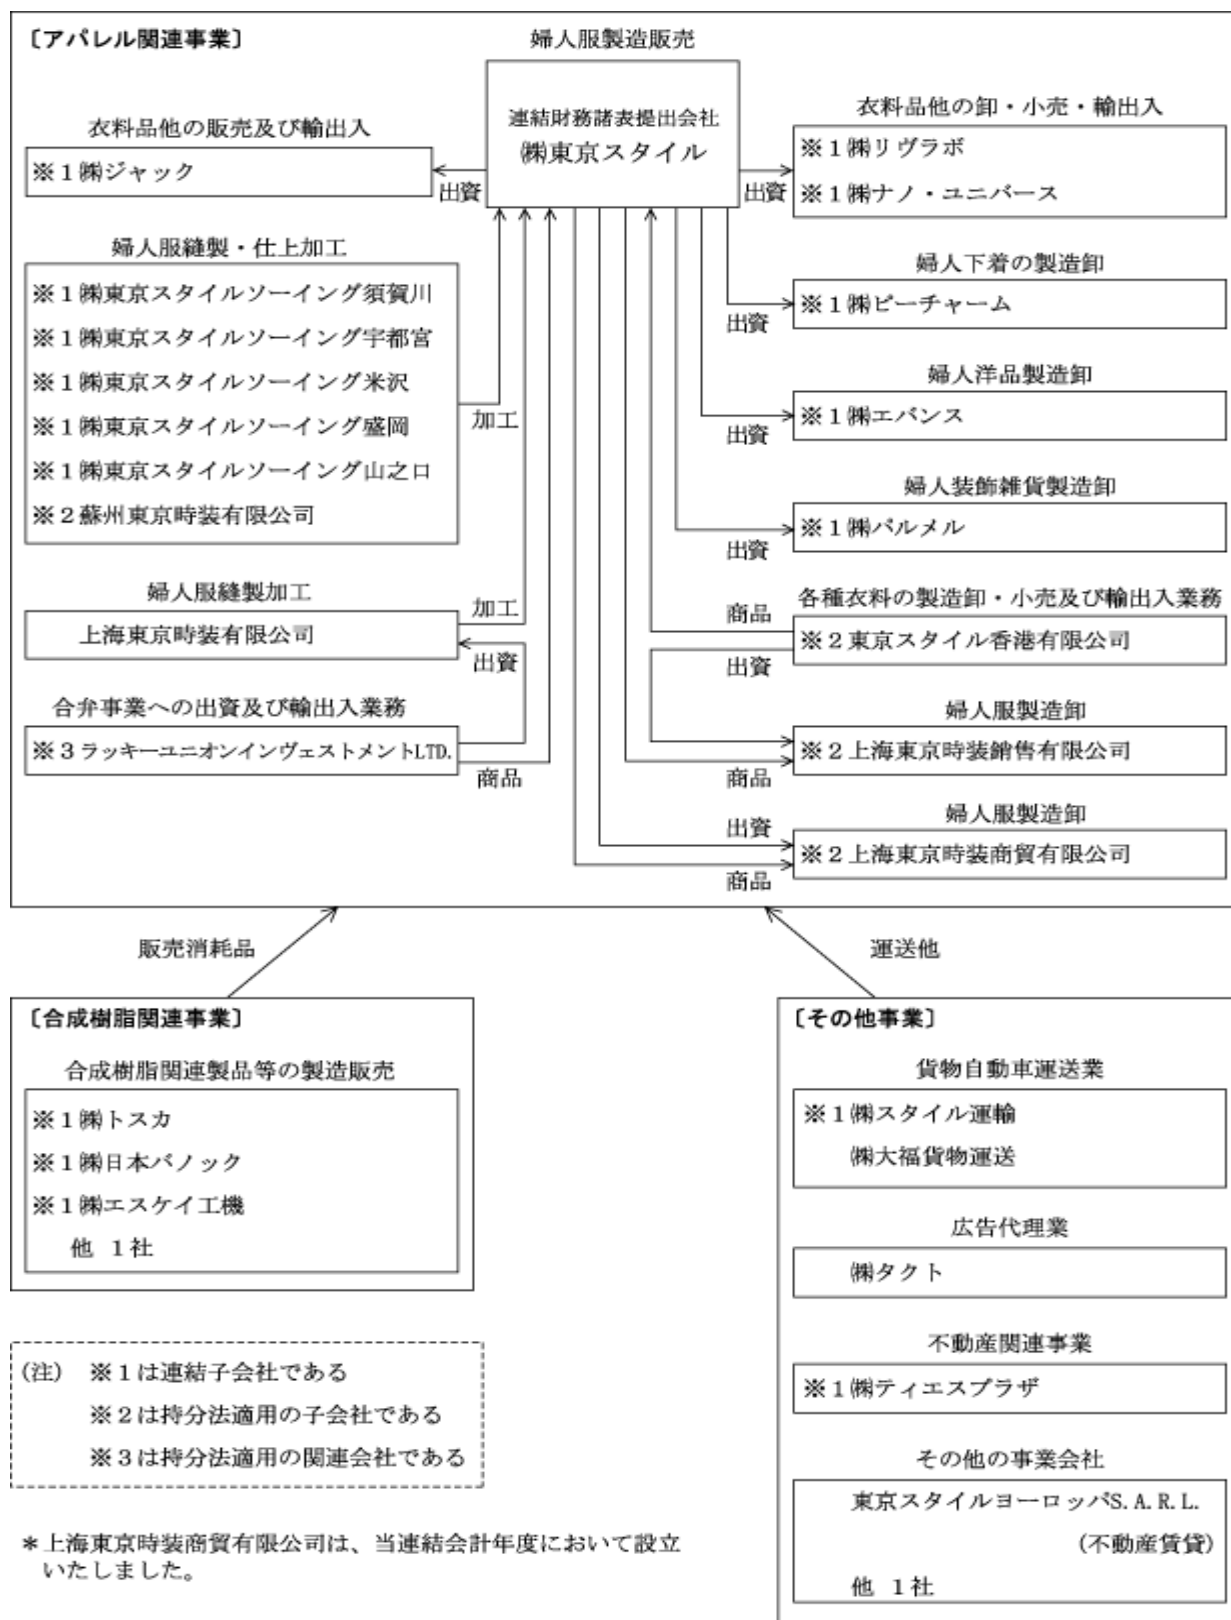 〔アパレル関連事業〕
婦人服製造販売
連結財務諸表提出会社
㈱東京スタイル
衣料品他の販売及び輸出入
※１㈱ジャック
出資
婦人服縫製・仕上加工
※１㈱東京スタイルソーイング須賀川
※１㈱東京スタイルソーイング宇都宮
※１㈱東京スタイルソーイング米沢
※１㈱東京スタイルソーイング盛岡
※１㈱東京スタイルソーイング山之口
※２蘇州東京時装有限公司
加工
婦人服縫製加工
上海東京時装有限公司
加工
出資
合弁事業への出資及び輸出入業務
※３ラッキーユニオンインヴェストメントLTD.
商品
衣料品他の卸・小売・輸出入
※１㈱リヴラボ
※１㈱ナノ・ユニバース
出資
婦人下着の製造卸
※１㈱ピーチャーム
出資
婦人洋品製造卸
※１㈱エバンス
出資
婦人装飾雑貨製造卸
※１㈱パルメル
出資
各種衣料の製造卸・小売及び輸出入業務
商品
※２東京スタイル香港有限公司
出資
婦人服製造卸
※２上海東京時装銷售有限公司
商品
婦人服製造卸
出資
※２上海東京時装商貿有限公司
商品
販売消耗品
運送他
〔合成樹脂関連事業〕
合成樹脂関連製品等の製造販売
※１㈱トスカ
※１㈱日本バノック
※１㈱エスケイ工機
他 １社
〔その他事業〕
貨物自動車運送業
※１㈱スタイル運輸
㈱大福貨物運送
広告代理業
㈱タクト
不動産関連事業
※１㈱ティエスプラザ
その他の事業会社
東京スタイルヨーロッパS.A.R.L.
(不動産賃貸)
他 １社
(注) ※１は連結子会社である
※２は持分法適用の子会社である
※３は持分法適用の関連会社である
＊上海東京時装商貿有限公司は、当連結会計年度において設立
いたしました。